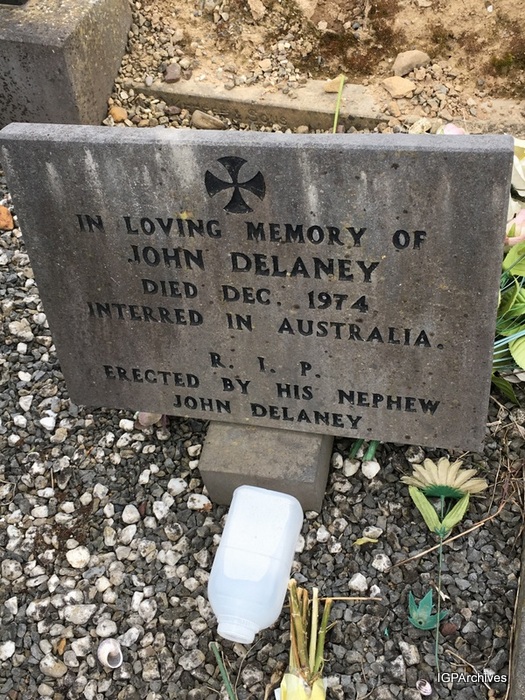 IN LOVING MEMORY OF
JOHN DELANEY
DIED DEC. 1974
INTERRED IN AUSTRALIA.
R. I. P.
ERECTED BY HIS NEPHEW
JOHN DELANEY
IGPArchives